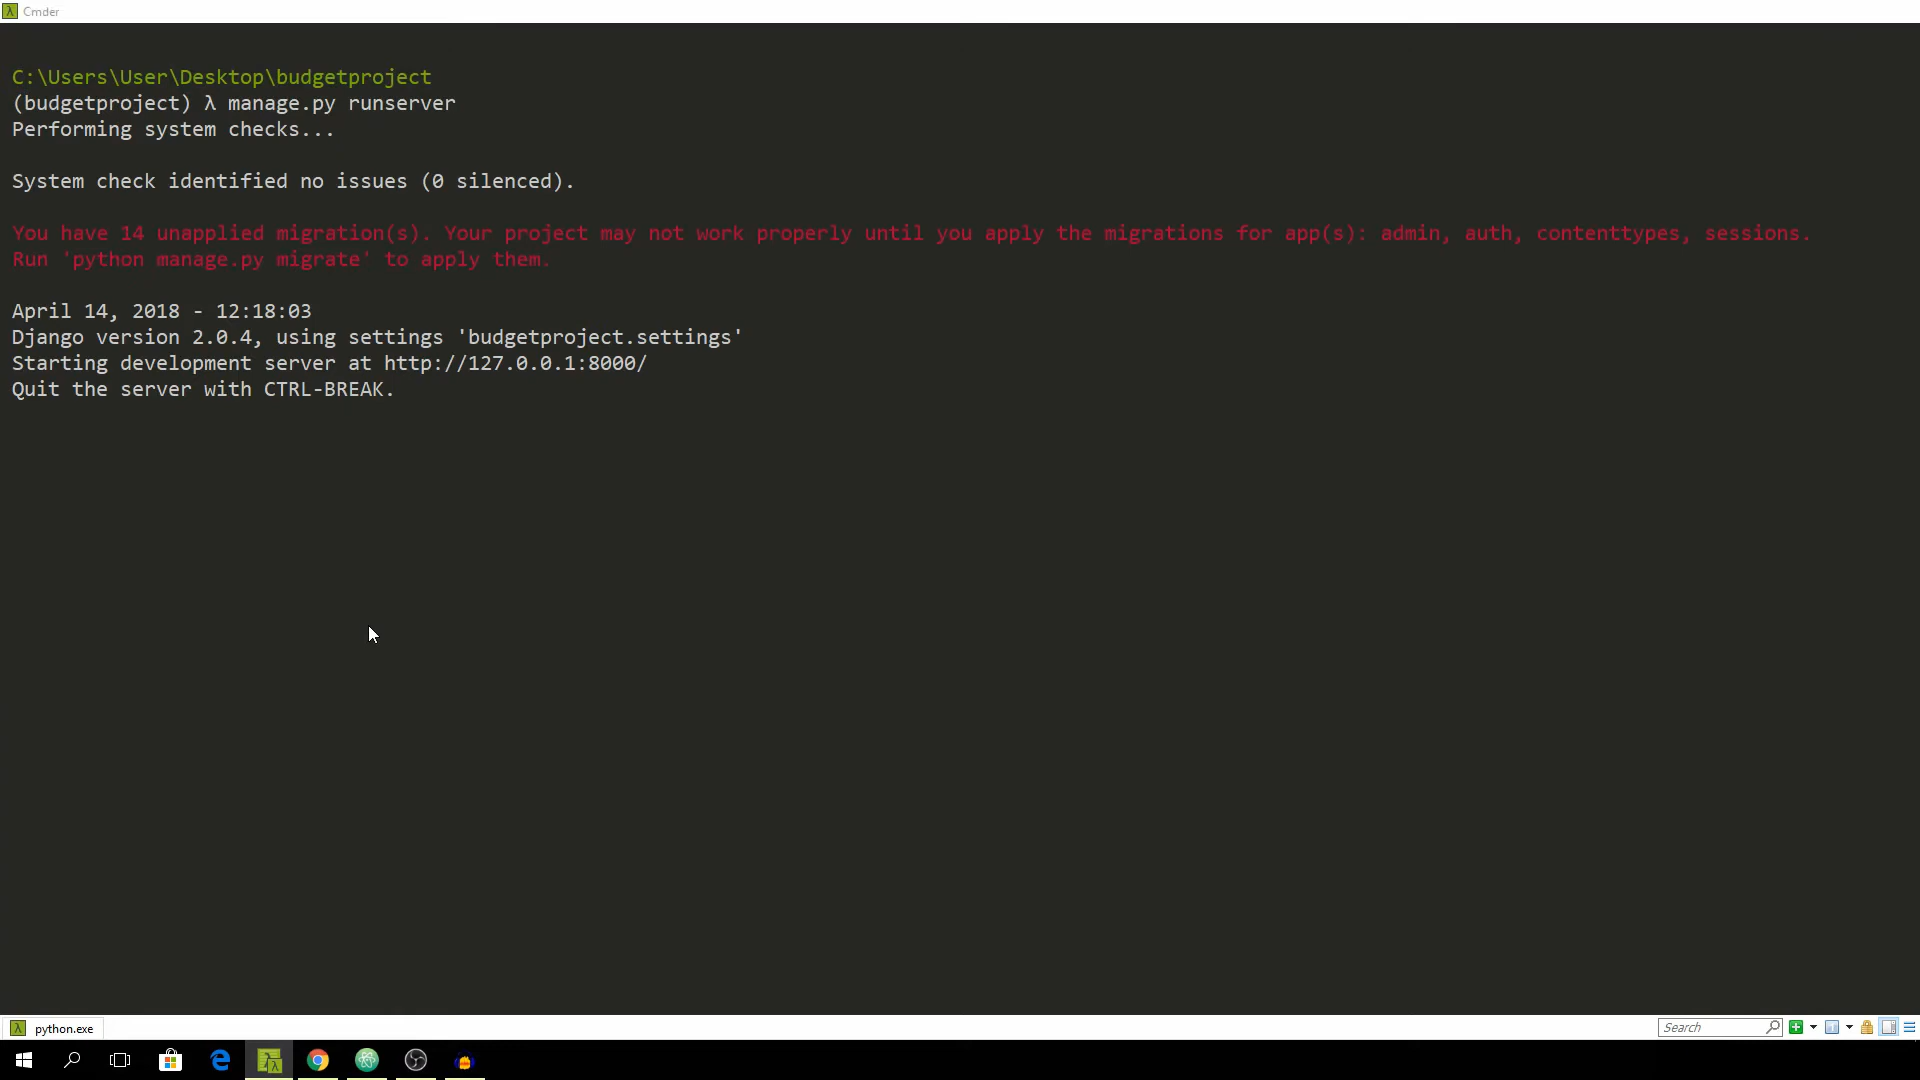 Cmder
C:\Users\User\Desktop\budgetproject
(budgetproject) λ manage.py runserver
Performing system checks...
System check identified no issues (0 silenced).
You have 14 unapplied migration(s). Your project may not work properly until you apply the migrations for app(s): admin, auth, contenttypes, sessions.
Run 'python manage.py migrate' to apply them.
April 14, 2018 - 12:18:03
Django version 2.0.4, using settings 'budgetproject.settings'
Starting development server at http://127.0.0.1:8000/
Quit the server with CTRL-BREAK.
python.exe
Search